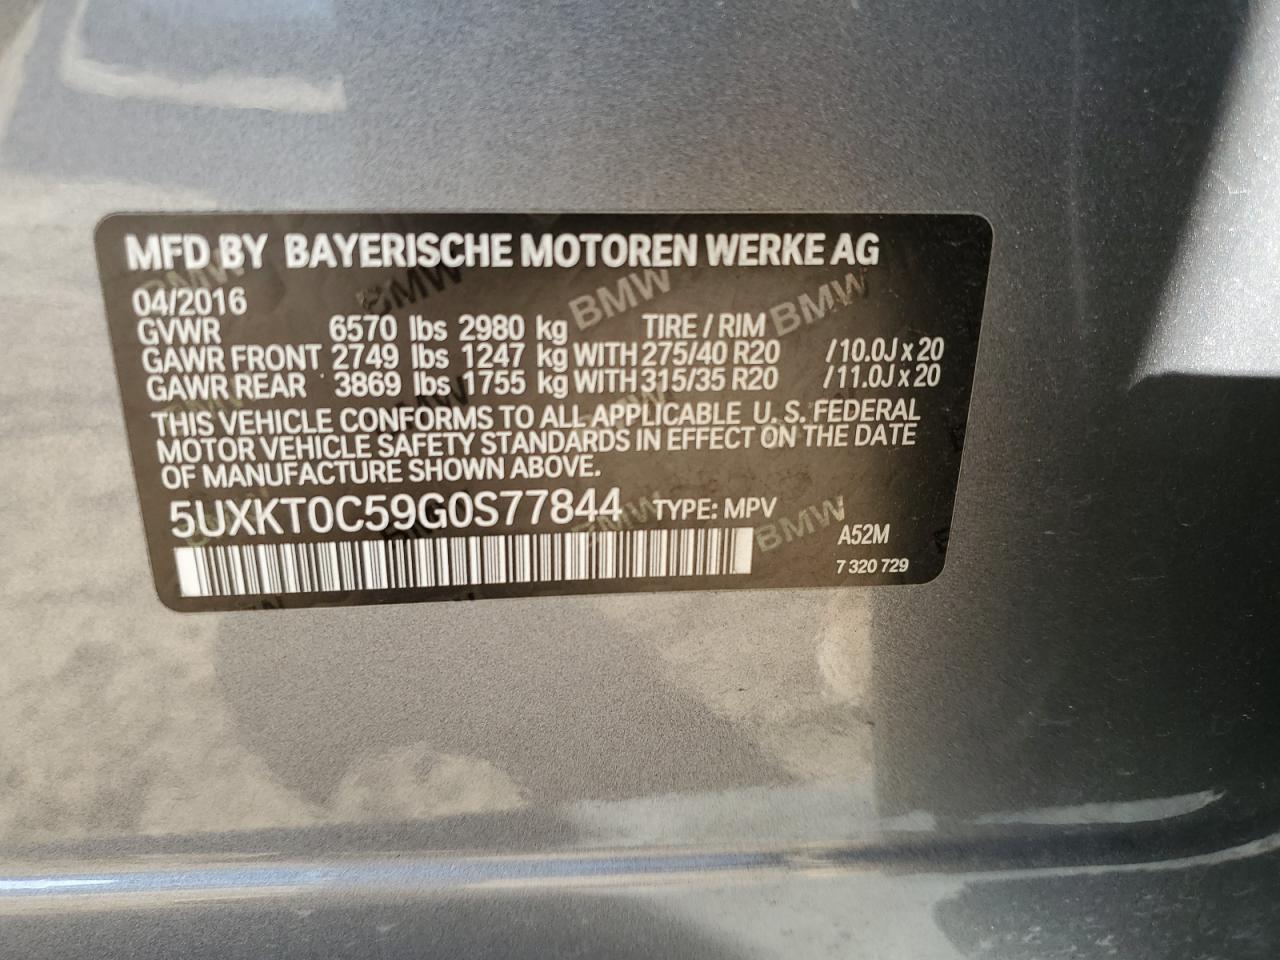 MFD BY BAYERISCHE MOTOREN WERKE AG
04/2016
GVWR 6570 lbs 2980 kg TIRE / RIM
GAWR FRONT 2749 lbs 1247 kg WITH 275/40 R20 /10.0J x 20
GAWR REAR 3869 lbs 1755 kg WITH 315/35 R20 /11.0J x 20
THIS VEHICLE CONFORMS TO ALL APPLICABLE U. S. FEDERAL
MOTOR VEHICLE SAFETY STANDARDS IN EFFECT ON THE DATE
OF MANUFACTURE SHOWN ABOVE.
5UXKT0C59G0S77844 TYPE: MPV
A52M
7 320 729